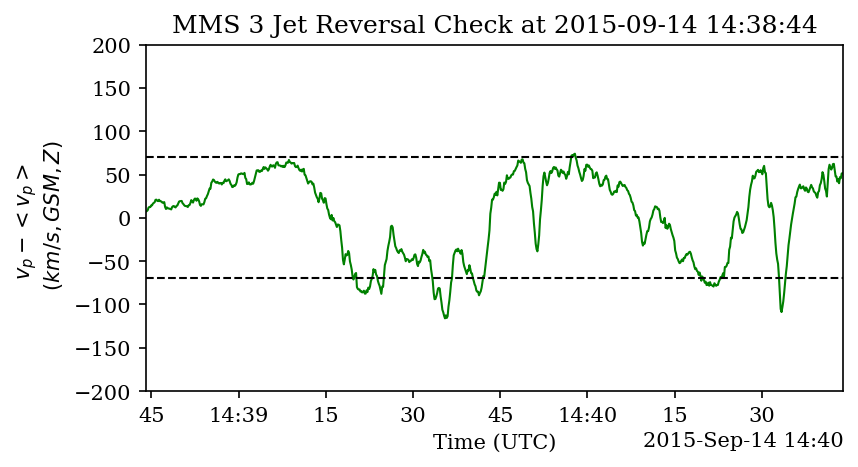 MMS 3 Jet Reversal Check at 2015-09-14 14:38:44
v_p − < v_p >
(km/s, GSM, Z)
200
150
100
50
0
−50
−100
−150
−200
45 14:39 15 30 45 14:40 15 30
Time (UTC) 2015-Sep-14 14:40